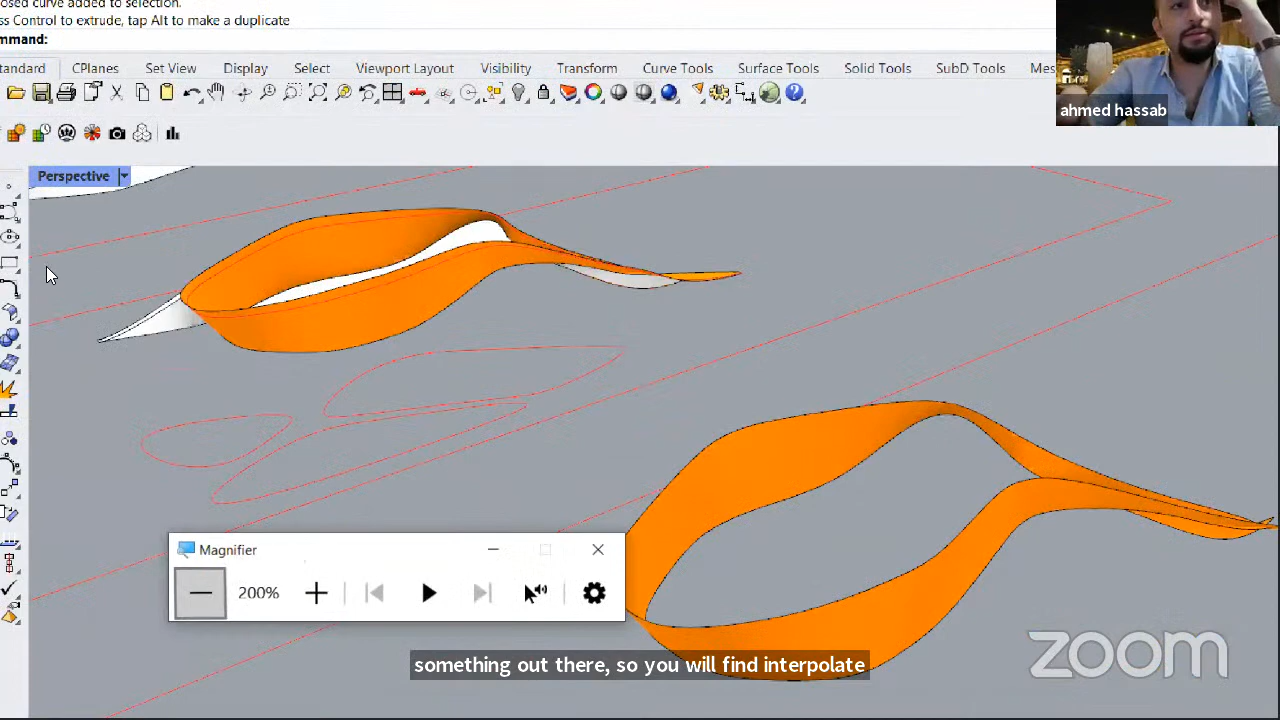 osed curve added to selection.
ss Control to extrude, tap Alt to make a duplicate
mmand:
tandard CPlanes Set View Display Select Viewport Layout Visibility Transform Curve Tools Surface Tools Solid Tools SubD Tools Mes
ahmed hassab
Perspective
Magnifier
200%
zoom
something out there, so you will find interpolate